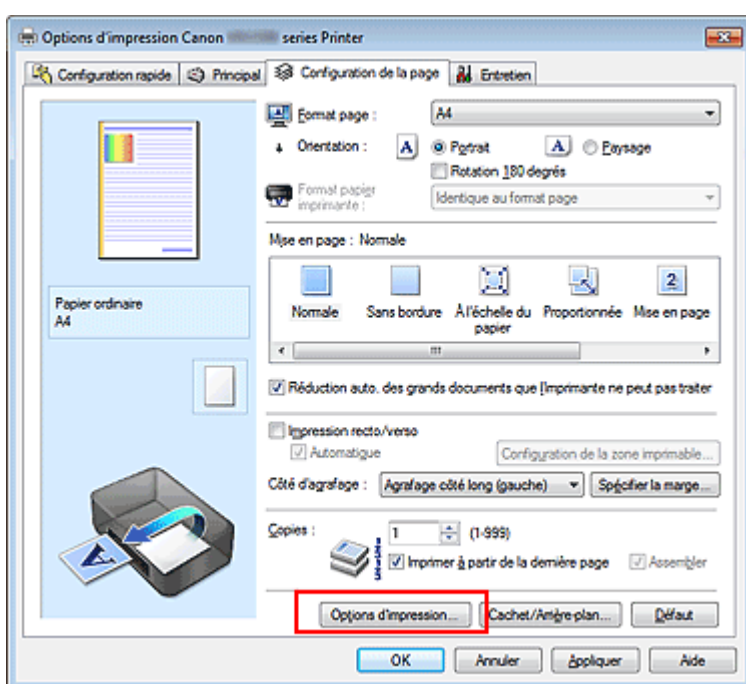 Options d'impression Canon series Printer
Configuration rapide Principal Configuration de la page Entretien
Format page : A4
Orientation : A Portrait A Paysage
Rotation 180 degrés
Format papier imprimante : Identique au format page
Mise en page : Normale
Normale Sans bordure À l'échelle du papier Proportionnée Mise en page
2
Papier ordinaire
A4
Réduction auto. des grands documents que l'imprimante ne peut pas traiter
Impression recto/verso
Automatique Configuration de la zone imprimable...
Côté d'agrafage : Agrafage côté long (gauche) Spécifier la marge...
Copies : 1 (1-999)
Imprimer à partir de la dernière page Assembler
A
Options d'impression... Cachet/Arrière-plan... Défaut
OK Annuler Appliquer Aide